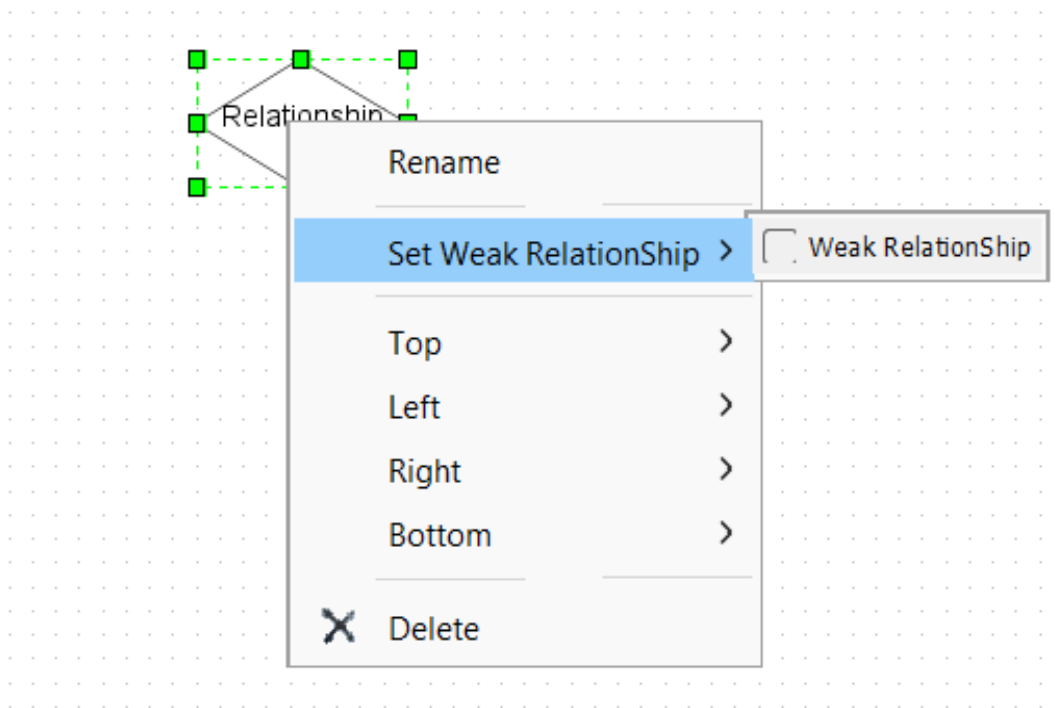 Relationship
Rename
Set Weak RelationShip
Weak RelationShip
Top
Left
Right
Bottom
Delete